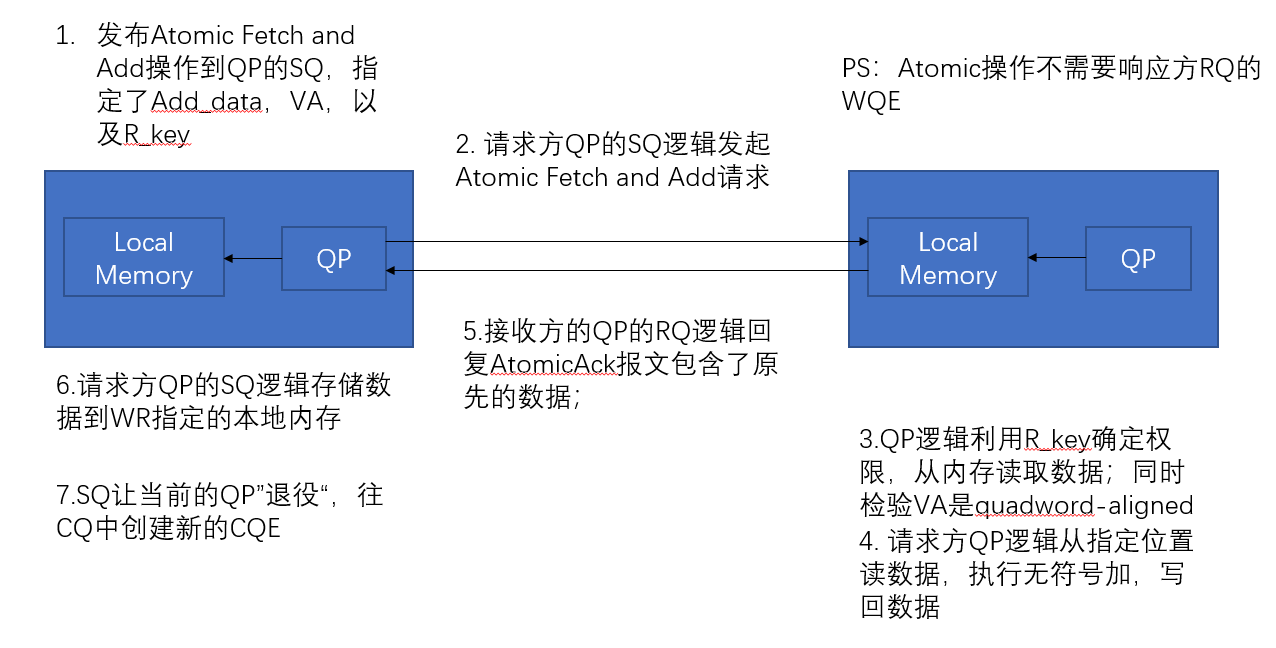 1. 发布Atomic Fetch and
Add操作到QP的SQ，指
定了Add_data，VA，以
及R_key
PS：Atomic操作不需要响应方RQ的
WQE
2. 请求方QP的SQ逻辑发起
Atomic Fetch and Add请求
Local
Memory
QP
Local
Memory
QP
5.接收方的QP的RQ逻辑回
复AtomicAck报文包含了原
先的数据；
6.请求方QP的SQ逻辑存储数
据到WR指定的本地内存
7.SQ让当前的QP”退役“，往
CQ中创建新的CQE
3.QP逻辑利用R_key确定权
限，从内存读取数据；同时
检验VA是quadword-aligned
4. 请求方QP逻辑从指定位置
读数据，执行无符号加，写
回数据